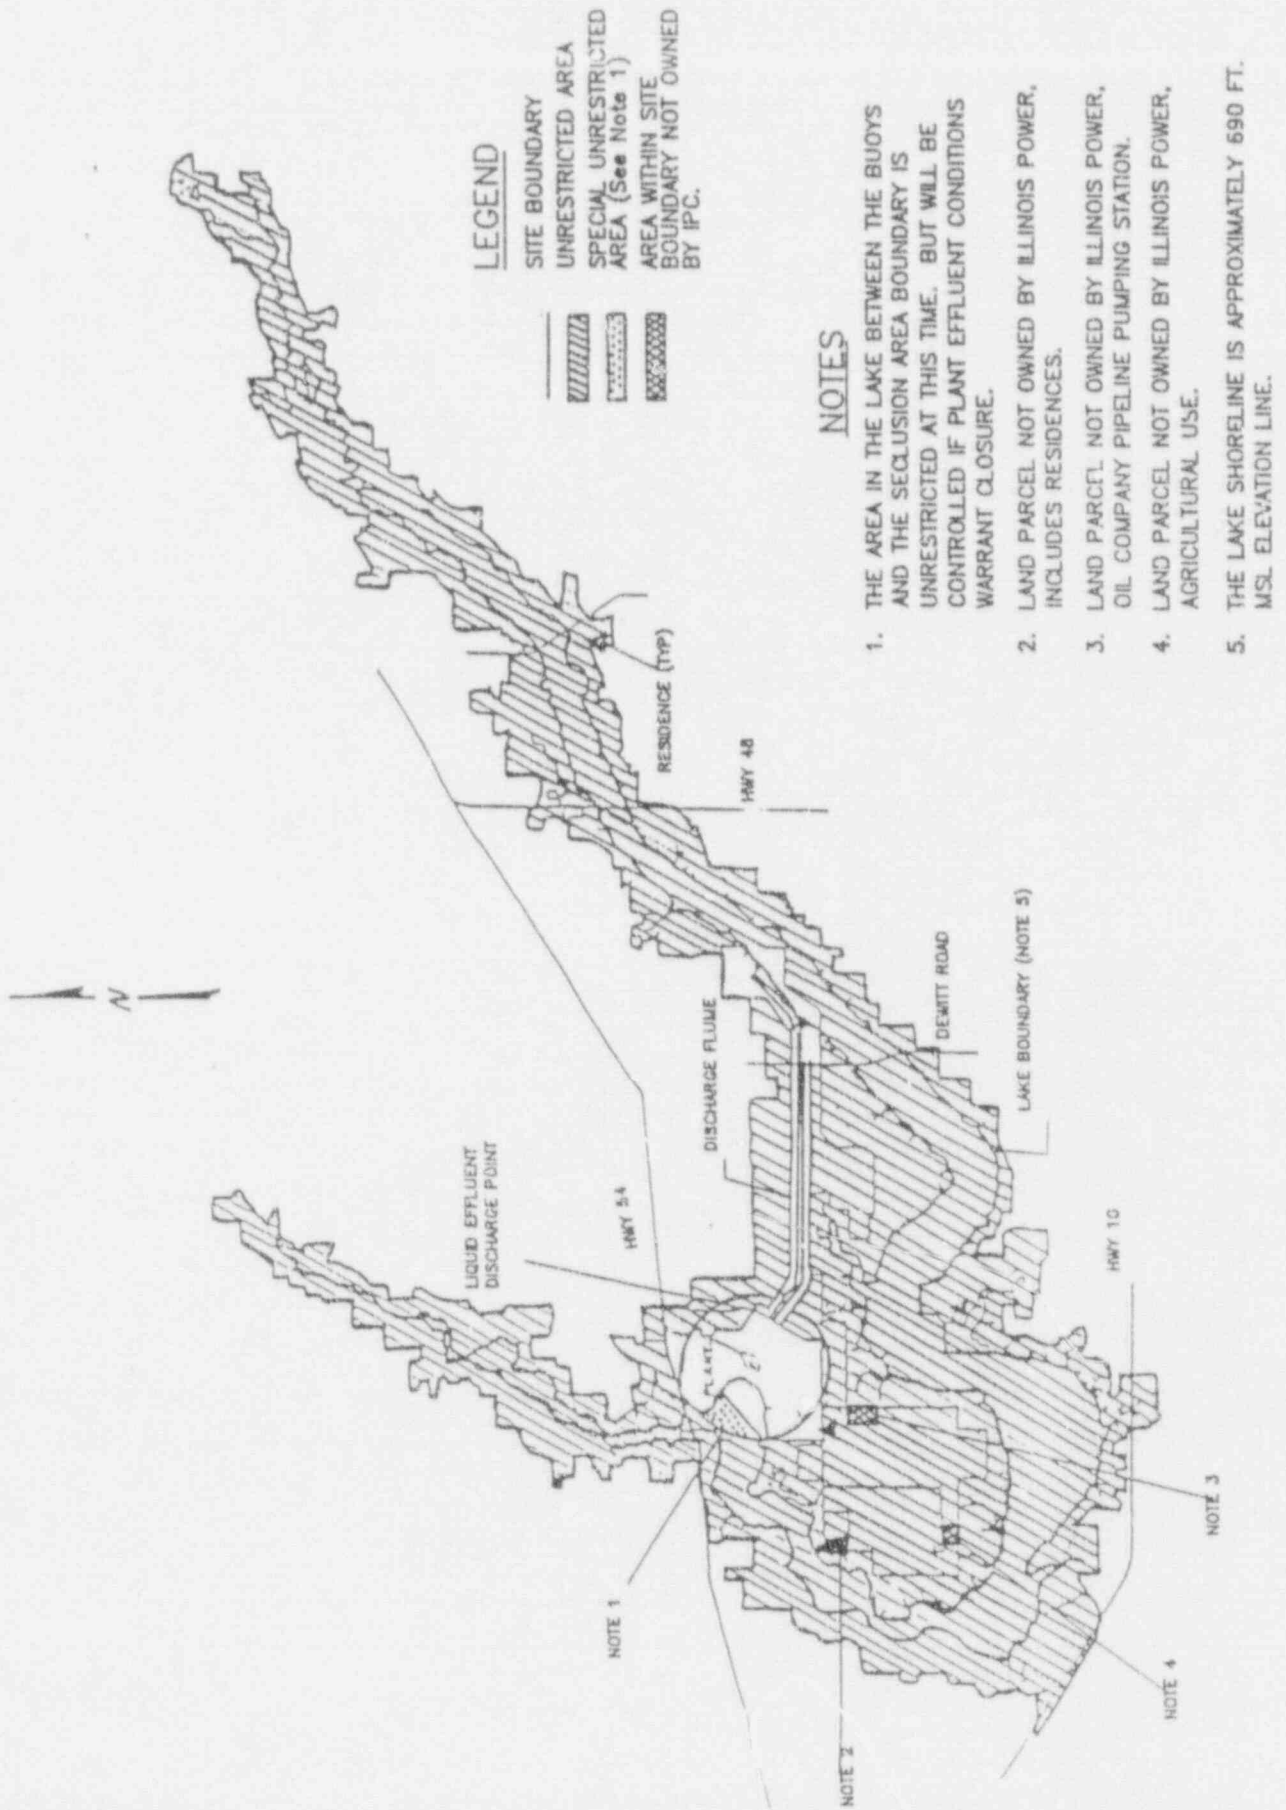 LEGEND
SITE BOUNDARY
UNRESTRICTED AREA
SPECIAL UNRESTRICTED
AREA (See Note 1)
AREA WITHIN SITE
BOUNDARY NOT OWNED
BY IPC.
N
LIQUID EFFLUENT
DISCHARGE POINT
HWY 54
DISCHARGE FLUME
RESIDENCE (TYP)
HWY 48
PLANT
NOTE 1
NOTE 2
DEWITT ROAD
LAKE BOUNDARY (NOTE 5)
HWY 10
NOTE 3
NOTE 4
NOTES
1. THE AREA IN THE LAKE BETWEEN THE BUOYS
AND THE SECLUSION AREA BOUNDARY IS
UNRESTRICTED AT THIS TIME. BUT WILL BE
CONTROLLED IF PLANT EFFLUENT CONDITIONS
WARRANT CLOSURE.
2. LAND PARCEL NOT OWNED BY ILLINOIS POWER,
INCLUDES RESIDENCES.
3. LAND PARCEL NOT OWNED BY ILLINOIS POWER,
OIL COMPANY PIPELINE PUMPING STATION.
4. LAND PARCEL NOT OWNED BY ILLINOIS POWER,
AGRICULTURAL USE.
5. THE LAKE SHORELINE IS APPROXIMATELY 690 FT.
MSL ELEVATION LINE.